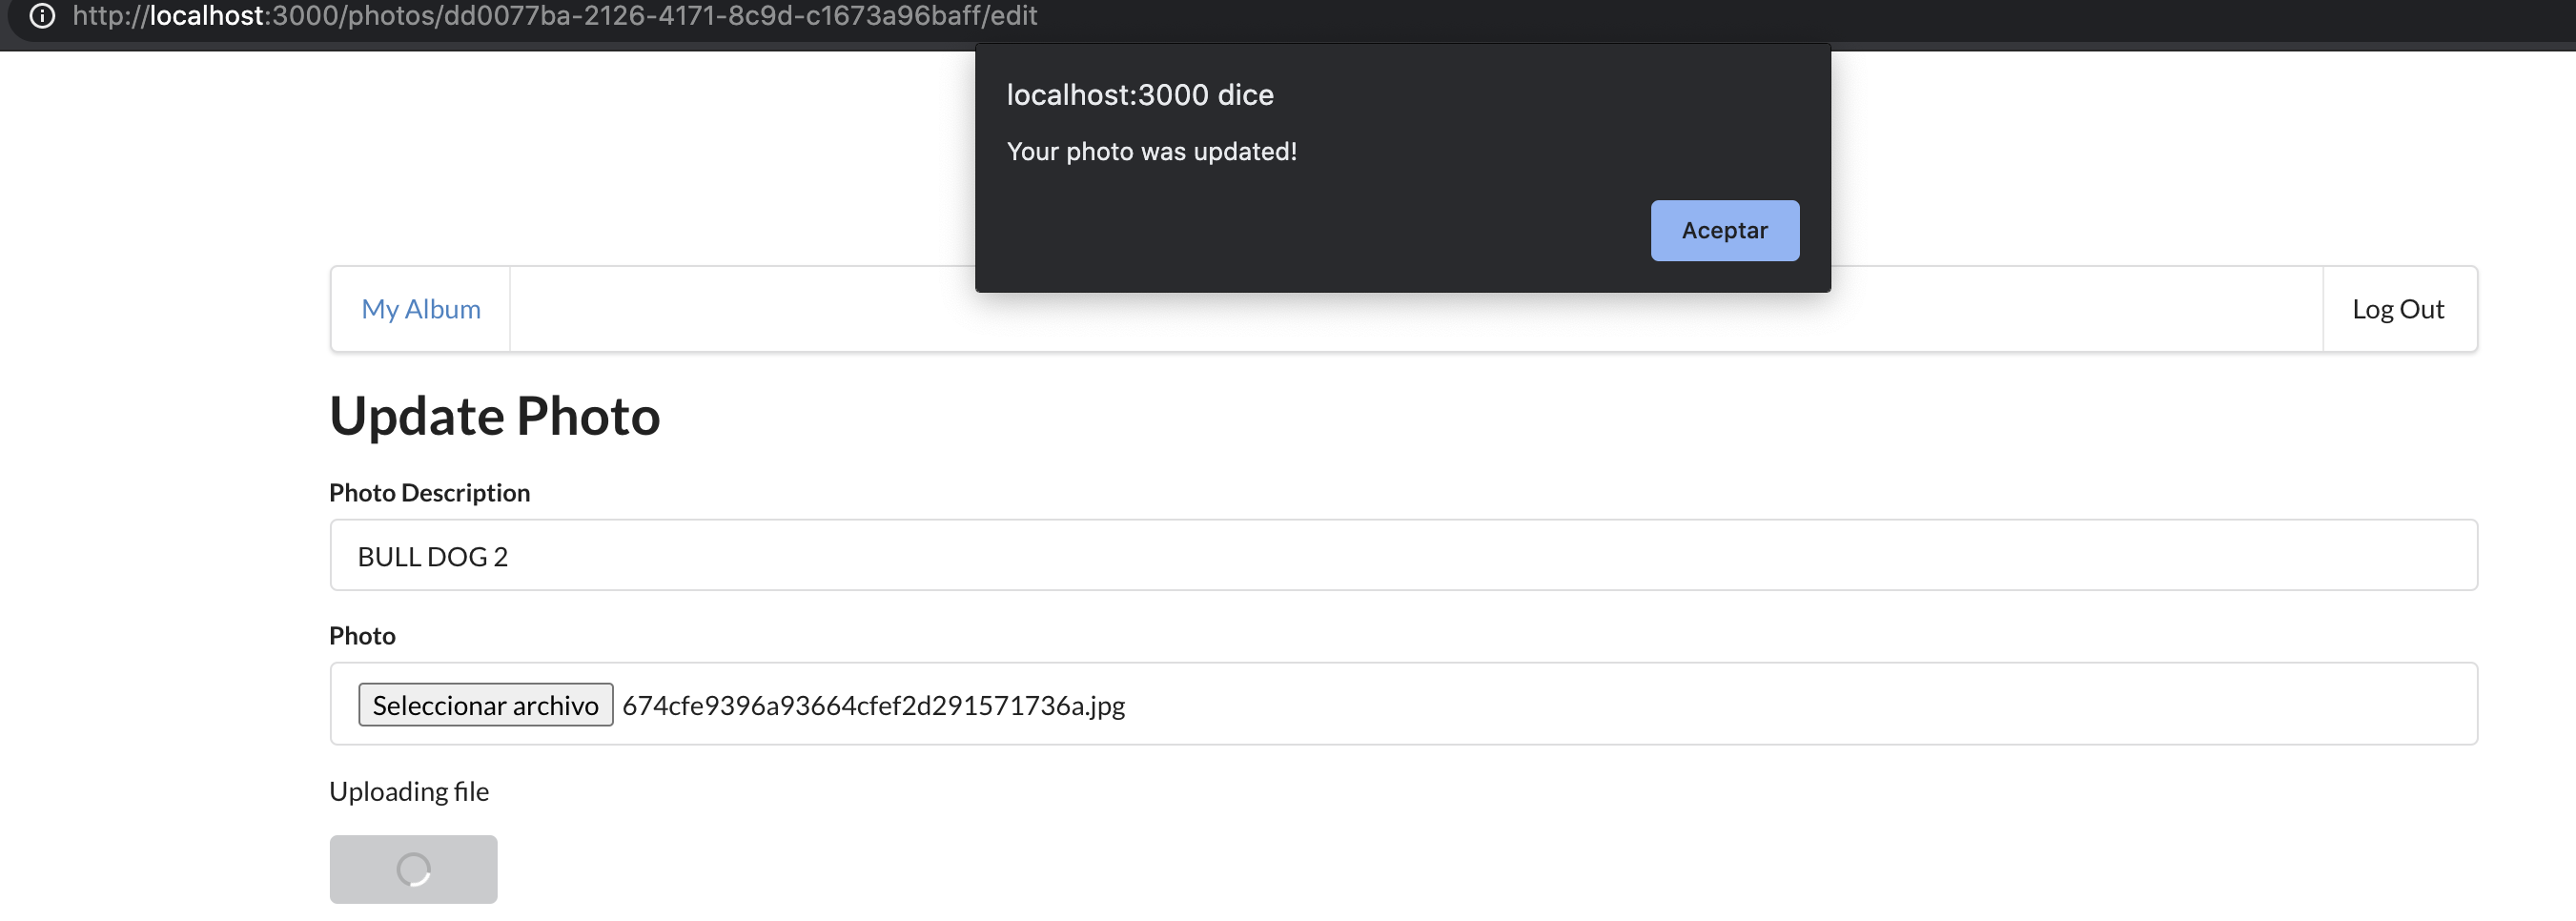 http://localhost:3000/photos/dd0077ba-2126-4171-8c9d-c1673a96baff/edit
localhost:3000 dice
Your photo was updated!
Aceptar
My Album
Log Out
Update Photo
Photo Description
BULL DOG 2
Photo
Seleccionar archivo 674cfe9396a93664cfef2d291571736a.jpg
Uploading file